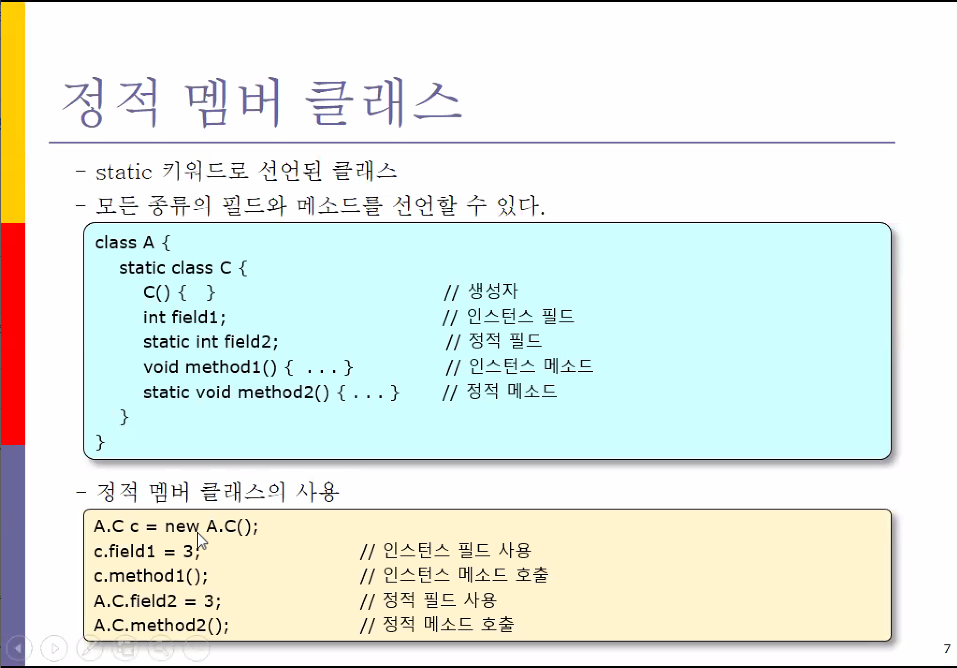 정적 멤버 클래스
- static 키워드로 선언된 클래스
- 모든 종류의 필드와 메소드를 선언할 수 있다.
class A {
static class C {
C() { } // 생성자
int field1; // 인스턴스 필드
static int field2; // 정적 필드
void method1() { ... } // 인스턴스 메소드
static void method2() { ... } // 정적 메소드
}
}
- 정적 멤버 클래스의 사용
A.C c = new A.C();
c.field1 = 3; // 인스턴스 필드 사용
c.method1(); // 인스턴스 메소드 호출
A.C.field2 = 3; // 정적 필드 사용
A.C.method2(); // 정적 메소드 호출
7